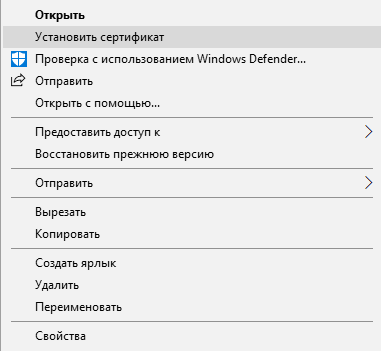 Открыть
Установить сертификат
Проверка с использованием Windows Defender...
Отправить
Открыть с помощью...
Предоставить доступ к
Восстановить прежнюю версию
Отправить
Вырезать
Копировать
Создать ярлык
Удалить
Переименовать
Свойства